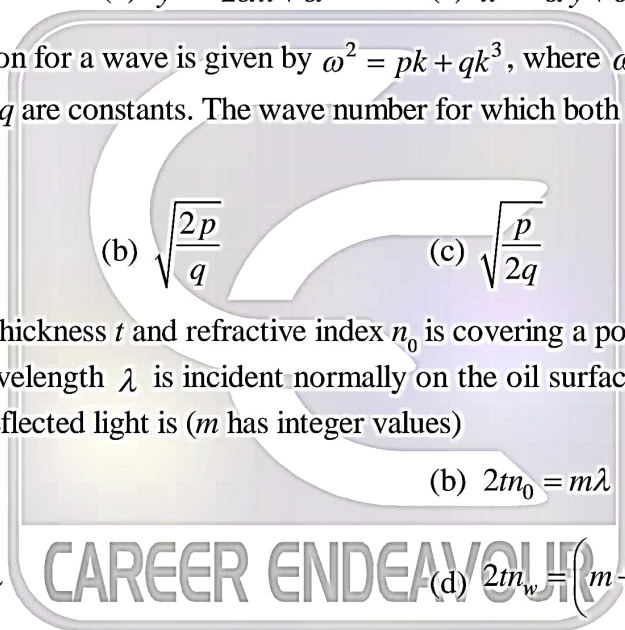 on for a wave is given by ω² = pk + qk³, where
q are constants. The wave number for which both
(b) √(2p/q) (c) √(p/2q)
hickness t and refractive index n₀ is covering a po
velength λ is incident normally on the oil surfac
flected light is (m has integer values)
(b) 2tn₀ = mλ
CAREER ENDEAVOUR
(d) 2tn_w = (m